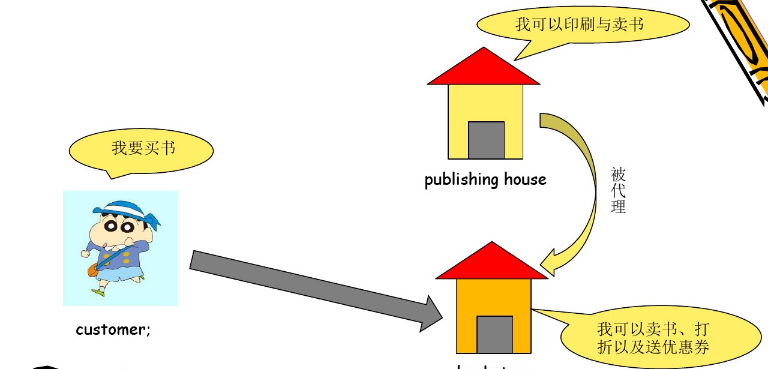 我可以印刷与卖书
我要买书
publishing house
被代理
customer;
我可以卖书、打
折以及送优惠券